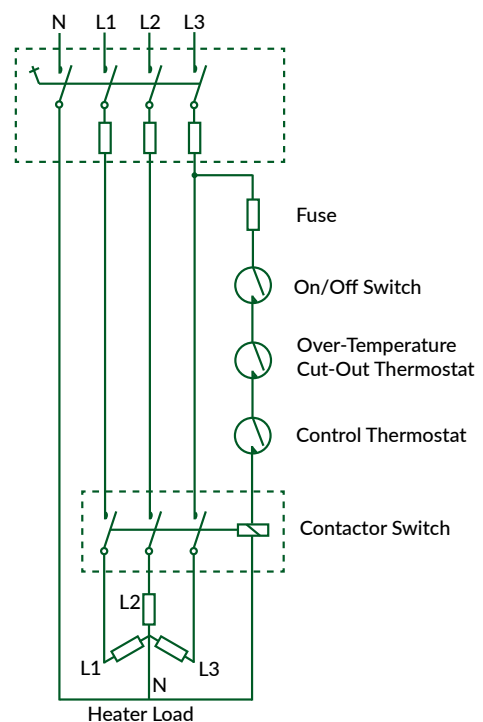 N L1 L2 L3
Fuse
On/Off Switch
Over-Temperature
Cut-Out Thermostat
Control Thermostat
Contactor Switch
L2
L1 L3
N
Heater Load